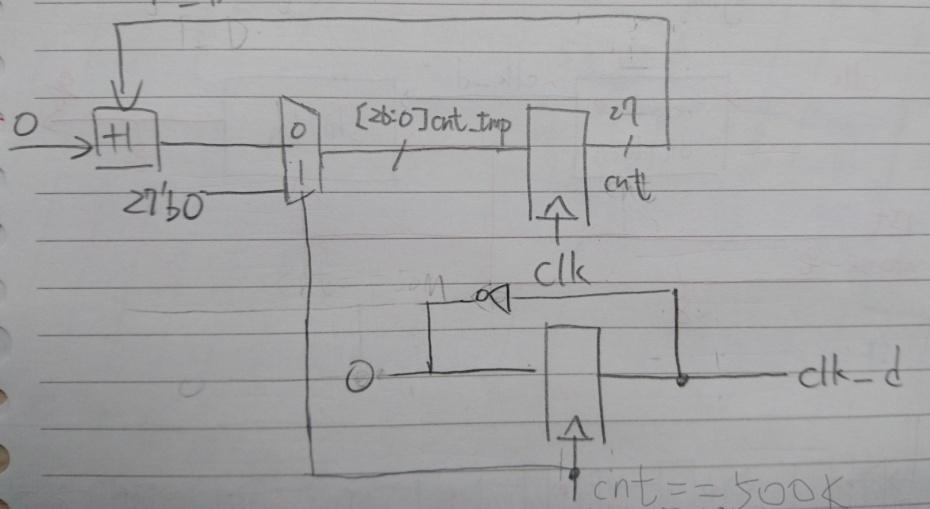 0
+1
27'b0
0
1
[26:0]cnt_tmp
27
cnt
clk
0
clk_d
cnt==500K